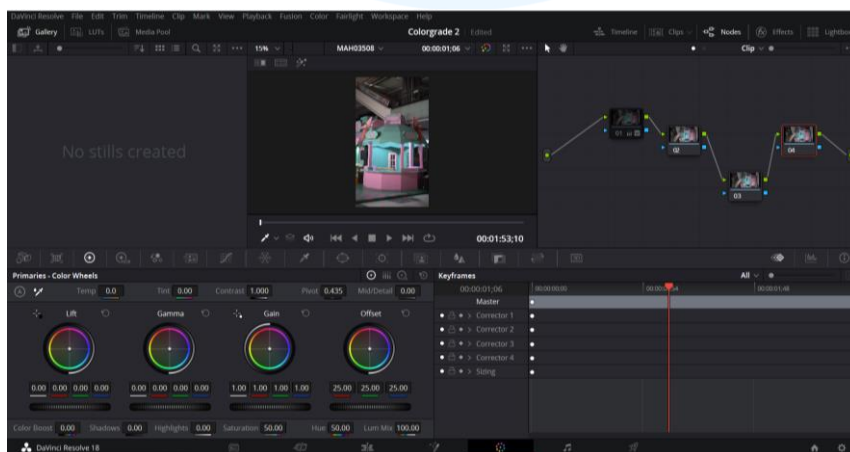 DaVinci Resolve File Edit Trim Timeline Clip Mark View Playback Fusion Color Fairlight Workspace Help
Gallery LUTs Media Pool Colorgrade 2 Edited Timeline Clips Nodes Effects Lightbox
15% MAH03508 00:00:01;06 Clip
No stills created
01 02 03 04
00:01:53;10
Primaries - Color Wheels Keyframes All
Temp 0.0 Tint 0.00 Contrast 1.000 Pivot 0.435 Mid/Detail 0.00 00:00:01;06 00:00:00;00 00:00:01;48
Master
Lift Gamma Gain Offset Corrector 1
Corrector 2
Corrector 3
Corrector 4
Sizing
0.00 0.00 0.00 0.00 0.00 0.00 0.00 0.00 1.00 1.00 1.00 1.00 25.00 25.00 25.00
Color Boost 0.00 Shadows 0.00 Highlights 0.00 Saturation 50.00 Hue 50.00 Lum Mix 100.00
DaVinci Resolve 18